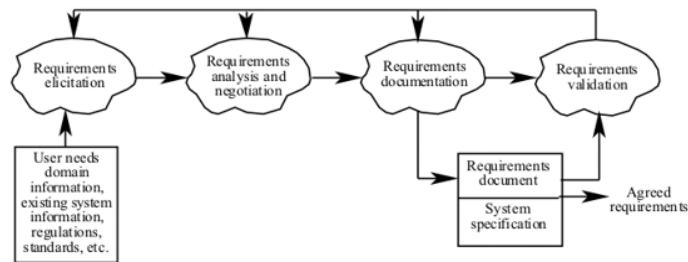 Requirements
elicitation
Requirements
analysis and
negotiation
Requirements
documentation
Requirements
validation
User needs
domain
information,
existing system
information,
regulations,
standards, etc.
Requirements
document
System
specification
Agreed
requirements